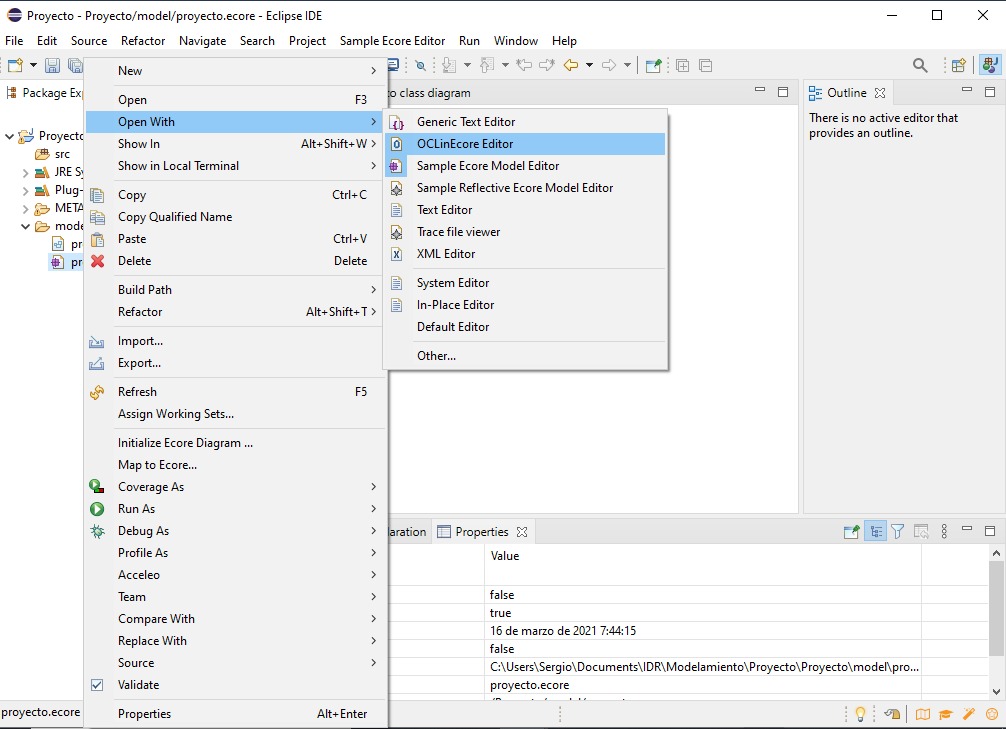 Proyecto - Proyecto/model/proyecto.ecore - Eclipse IDE
File Edit Source Refactor Navigate Search Project Sample Ecore Editor Run Window Help
Package Ex
Proyecto
src
JRE Sy
Plug-
META
mode
pr
pr
New
Open F3
Open With
Show In Alt+Shift+W
Show in Local Terminal
Copy Ctrl+C
Copy Qualified Name
Paste Ctrl+V
Delete Delete
Build Path
Refactor Alt+Shift+T
Import...
Export...
Refresh F5
Assign Working Sets...
Initialize Ecore Diagram ...
Map to Ecore...
Coverage As
Run As
Debug As
Profile As
Acceleo
Team
Compare With
Replace With
Source
Validate
Properties Alt+Enter
o class diagram
Generic Text Editor
OCLinEcore Editor
Sample Ecore Model Editor
Sample Reflective Ecore Model Editor
Text Editor
Trace file viewer
XML Editor
System Editor
In-Place Editor
Default Editor
Other...
Outline
There is no active editor that
provides an outline.
laration Properties
Value
false
true
16 de marzo de 2021 7:44:15
false
C:\Users\Sergio\Documents\IDR\Modelamiento\Proyecto\Proyecto\model\pro...
proyecto.ecore
proyecto.ecore